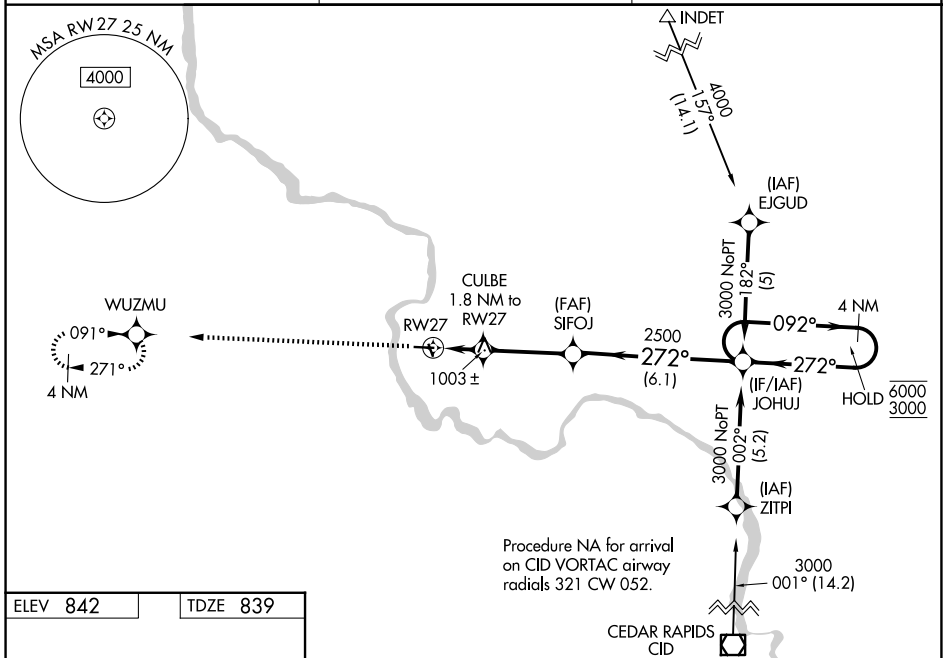 MSA RW27 25 NM
4000
INDET
4000
157°
(14.1)
(IAF)
EJGUD
3000 NoPT
182°
(5)
4 NM
092°
272°
HOLD
6000
3000
(IF/IAF)
JOHUJ
2500
272°
(6.1)
(FAF)
SIFOJ
CULBE
1.8 NM to
RW27
RW27
1003 ±
WUZMU
091°
271°
4 NM
3000 NoPT
002°
(5.2)
(IAF)
ZITPI
Procedure NA for arrival
on CID VORTAC airway
radials 321 CW 052.
3000
001° (14.2)
CEDAR RAPIDS
CID
ELEV 842
TDZE 839